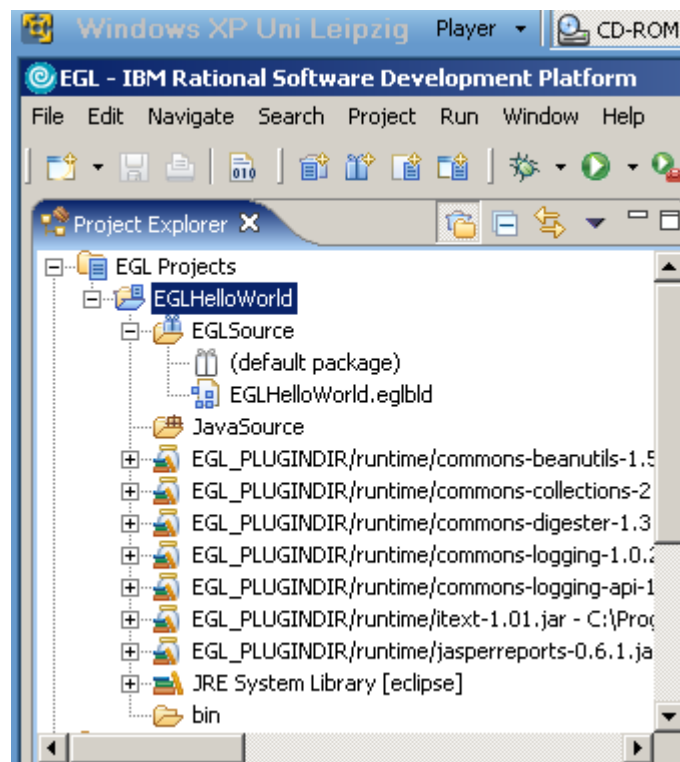 Windows XP Uni Leipzig Player CD-ROM
EGL - IBM Rational Software Development Platform
File Edit Navigate Search Project Run Window Help
010
Project Explorer
EGL Projects
EGLHelloWorld
EGLSource
(default package)
EGLHelloWorld.eglbld
JavaSource
EGL_PLUGINDIR/runtime/commons-beanutils-1.5
EGL_PLUGINDIR/runtime/commons-collections-2
EGL_PLUGINDIR/runtime/commons-digester-1.3
EGL_PLUGINDIR/runtime/commons-logging-1.0.2
EGL_PLUGINDIR/runtime/commons-logging-api-1
EGL_PLUGINDIR/runtime/itext-1.01.jar - C:\Prog
EGL_PLUGINDIR/runtime/jasperreports-0.6.1.ja
JRE System Library [eclipse]
bin